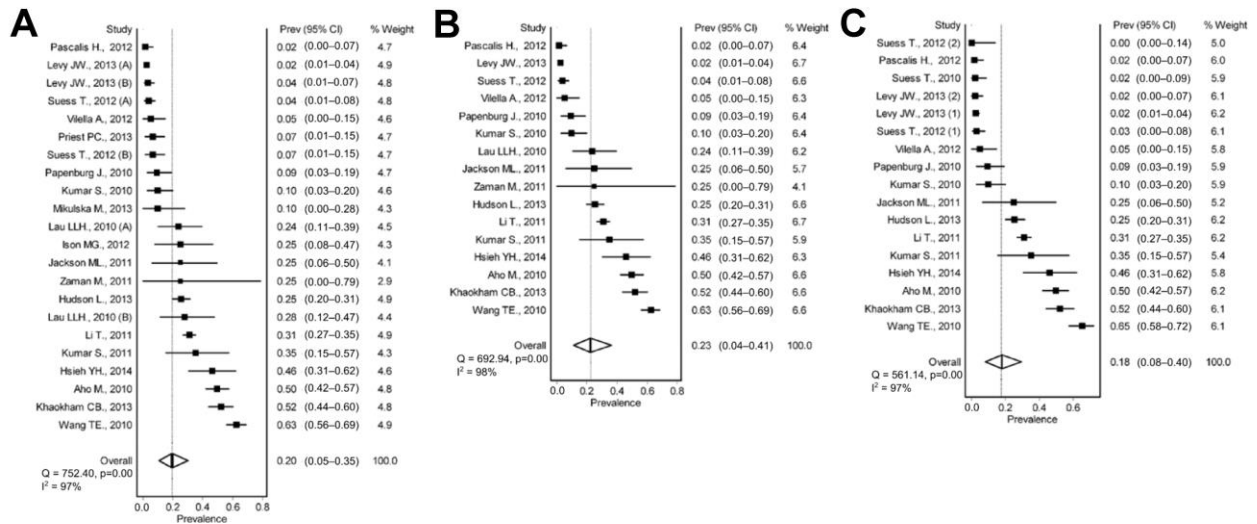 A
Study Prev (95% CI) % Weight
Pascalis H., 2012 0.02 (0.00–0.07) 4.7
Levy JW., 2013 (A) 0.02 (0.01–0.04) 4.9
Levy JW., 2013 (B) 0.04 (0.01–0.07) 4.8
Suess T., 2012 (A) 0.04 (0.01–0.08) 4.8
Vilella A., 2012 0.05 (0.00–0.15) 4.6
Priest PC., 2013 0.07 (0.01–0.15) 4.7
Suess T., 2012 (B) 0.07 (0.01–0.15) 4.7
Papenburg J., 2010 0.09 (0.03–0.19) 4.7
Kumar S., 2010 0.10 (0.03–0.20) 4.6
Mikulska M., 2013 0.10 (0.00–0.28) 4.3
Lau LLH., 2010 (A) 0.24 (0.11–0.39) 4.5
Ison MG., 2012 0.25 (0.08–0.47) 4.3
Jackson ML., 2011 0.25 (0.06–0.50) 4.1
Zaman M., 2011 0.25 (0.00–0.79) 2.9
Hudson L., 2013 0.25 (0.20–0.31) 4.9
Lau LLH., 2010 (B) 0.28 (0.12–0.47) 4.4
Li T., 2011 0.31 (0.27–0.35) 4.9
Kumar S., 2011 0.35 (0.15–0.57) 4.3
Hsieh YH., 2014 0.46 (0.31–0.62) 4.6
Aho M., 2010 0.50 (0.42–0.57) 4.8
Khaokham CB., 2013 0.52 (0.44–0.60) 4.8
Wang TE., 2010 0.63 (0.56–0.69) 4.9
Overall 0.20 (0.05–0.35) 100.0
Q = 752.40, p=0.00
I² = 97%
0.0 0.2 0.4 0.6 0.8
Prevalence
B
Study Prev (95% CI) % Weight
Pascalis H., 2012 0.02 (0.00–0.07) 6.4
Levy JW., 2013 0.02 (0.01–0.04) 6.7
Suess T., 2012 0.04 (0.01–0.08) 6.6
Vilella A., 2012 0.05 (0.00–0.15) 6.3
Papenburg J., 2010 0.09 (0.03–0.19) 6.4
Kumar S., 2010 0.10 (0.03–0.20) 6.4
Lau LLH., 2010 0.24 (0.11–0.39) 6.2
Jackson ML., 2011 0.25 (0.06–0.50) 5.7
Zaman M., 2011 0.25 (0.00–0.79) 4.1
Hudson L., 2013 0.25 (0.20–0.31) 6.6
Li T., 2011 0.31 (0.27–0.35) 6.7
Kumar S., 2011 0.35 (0.15–0.57) 5.9
Hsieh YH., 2014 0.46 (0.31–0.62) 6.3
Aho M., 2010 0.50 (0.42–0.57) 6.6
Khaokham CB., 2013 0.52 (0.44–0.60) 6.6
Wang TE., 2010 0.63 (0.56–0.69) 6.6
Overall 0.23 (0.04–0.41) 100.0
Q = 692.94, p=0.00
I² = 98%
0.0 0.2 0.4 0.6 0.8
Prevalence
C
Study Prev (95% CI) % Weight
Suess T., 2012 (2) 0.00 (0.00–0.14) 5.0
Pascalis H., 2012 0.02 (0.00–0.07) 6.0
Suess T., 2010 0.02 (0.00–0.09) 5.9
Levy JW., 2013 (2) 0.02 (0.00–0.07) 6.1
Levy JW., 2013 (1) 0.02 (0.01–0.04) 6.2
Suess T., 2012 (1) 0.03 (0.00–0.08) 6.1
Vilella A., 2012 0.05 (0.00–0.15) 5.8
Papenburg J., 2010 0.09 (0.03–0.19) 5.9
Kumar S., 2010 0.10 (0.03–0.20) 5.9
Jackson ML., 2011 0.25 (0.06–0.50) 5.2
Hudson L., 2013 0.25 (0.20–0.31) 6.2
Li T., 2011 0.31 (0.27–0.35) 6.2
Kumar S., 2011 0.35 (0.15–0.57) 5.4
Hsieh YH., 2014 0.46 (0.31–0.62) 5.8
Aho M., 2010 0.50 (0.42–0.57) 6.2
Khaokham CB., 2013 0.52 (0.44–0.60) 6.1
Wang TE., 2010 0.65 (0.58–0.72) 6.1
Overall 0.18 (0.08–0.40) 100.0
Q = 561.14, p=0.00
I² = 97%
0.0 0.2 0.4 0.6
Prevalence